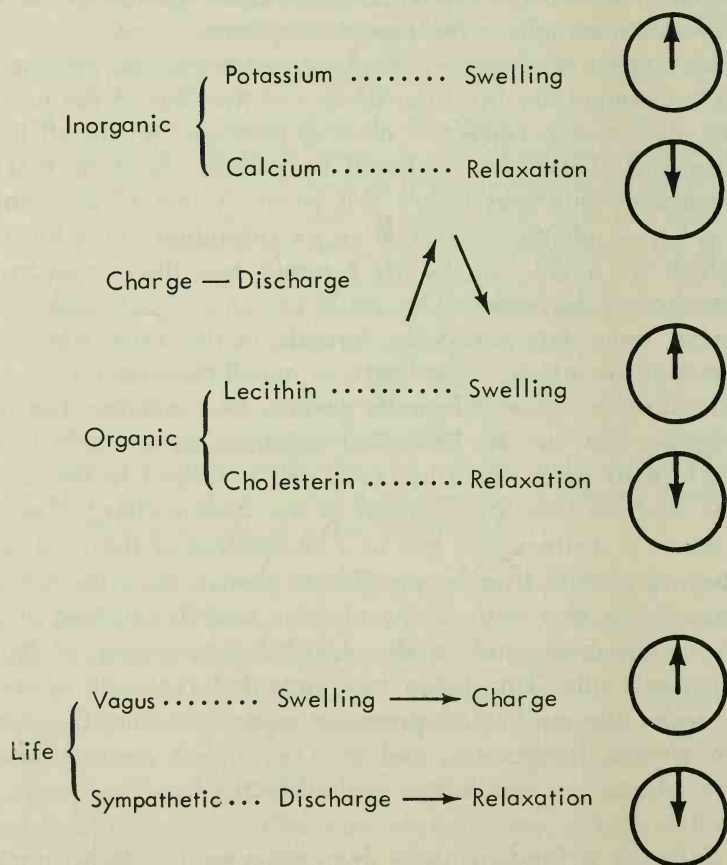 Potassium ........ Swelling
Inorganic
Calcium .......... Relaxation
Charge — Discharge
Lecithin .......... Swelling
Organic
Cholesterin ........ Relaxation
Vagus ........ Swelling → Charge
Life
Sympathetic ... Discharge → Relaxation